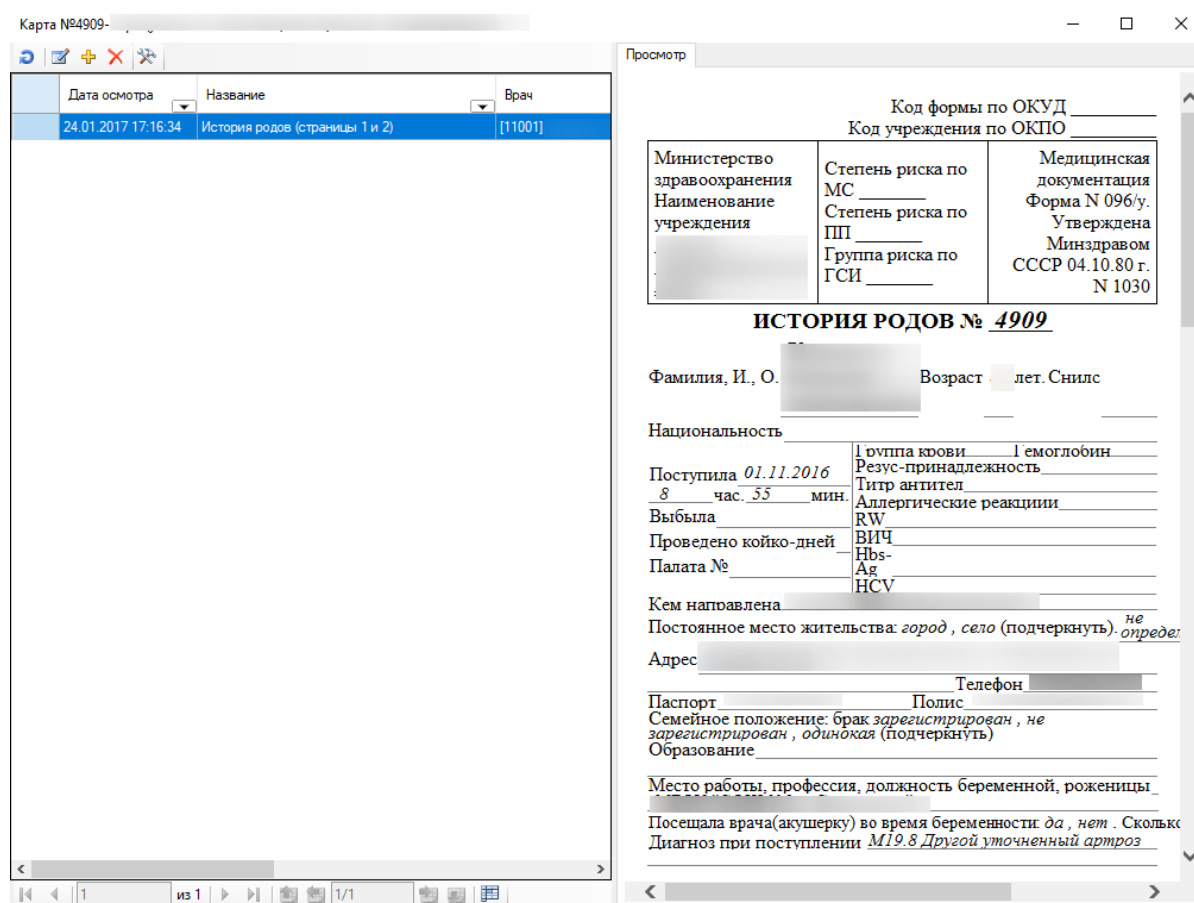 Карта №4909-
Просмотр
Дата осмотра Название Врач
24.01.2017 17:16:34 История родов (страницы 1 и 2) [11001]
1 из 1 1/1
Код формы по ОКУД
Код учреждения по ОКПО
Министерство
здравоохранения
Наименование
учреждения
Степень риска по
МС
Степень риска по
ПП
Группа риска по
ГСИ
Медицинская
документация
Форма N 096/у.
Утверждена
Минздравом
СССР 04.10.80 г.
N 1030
ИСТОРИЯ РОДОВ № 4909
Фамилия, И., О. Возраст лет. Снилс
Национальность
Группа крови Гемоглобин
Поступила 01.11.2016
8 час. 55 мин.
Выбыла
Проведено койко-дней
Палата №
Резус-принадлежность
Титр антител
Аллергические реакциии
RW
ВИЧ
Hbs-
Ag
HCV
Кем направлена
Постоянное место жительства: город , село (подчеркнуть). не
определ
Адрес
Телефон
Паспорт Полис
Семейное положение: брак зарегистрирован , не
зарегистрирован , одинокая (подчеркнуть)
Образование
Место работы, профессия, должность беременной, роженицы
Посещала врача(акушерку) во время беременности: да , нет . Сколько
Диагноз при поступлении М19.8 Другой уточненный артроз